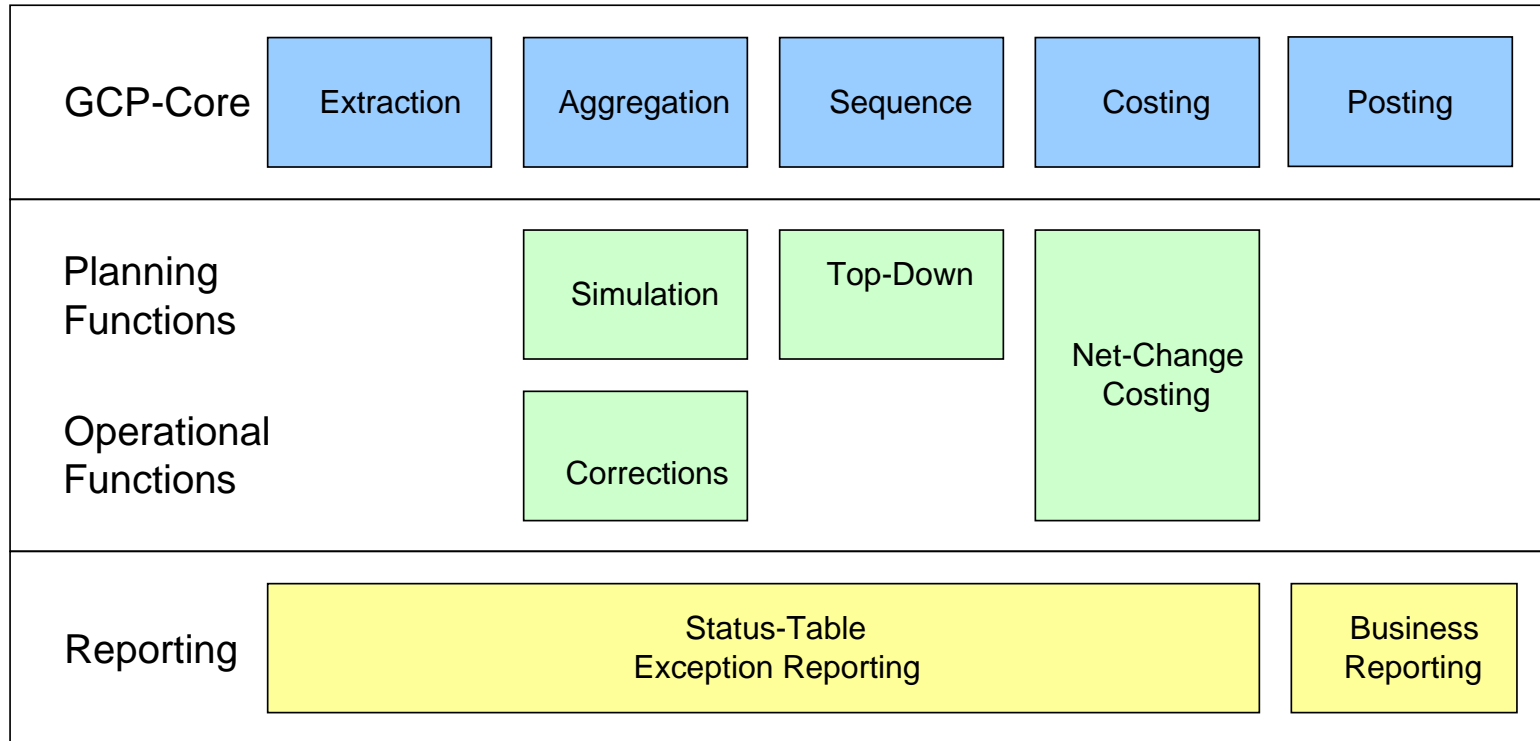 GCP-Core
Extraction
Aggregation
Sequence
Costing
Posting
Planning
Functions
Simulation
Top-Down
Net-Change
Costing
Operational
Functions
Corrections
Reporting
Status-Table
Exception Reporting
Business
Reporting